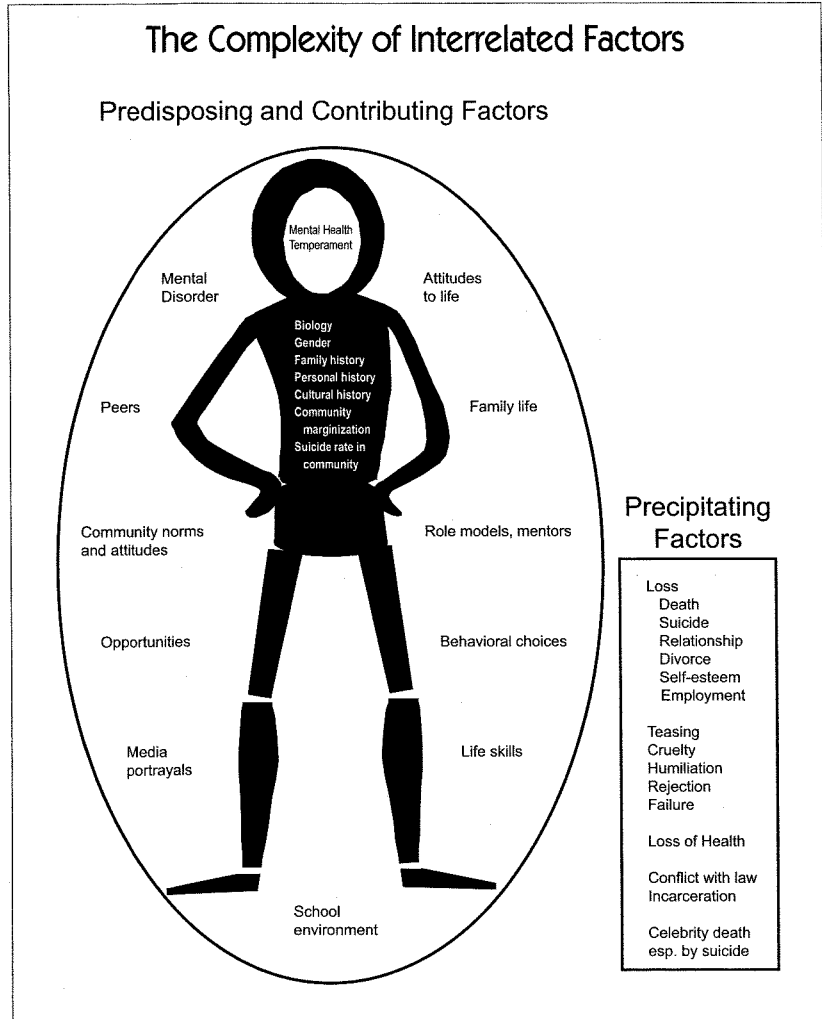 The Complexity of Interrelated Factors
Predisposing and Contributing Factors
Mental Health
Temperament
Mental
Disorder
Attitudes
to life
Biology
Gender
Family history
Personal history
Cultural history
Community
marginization
Suicide rate in
community
Peers
Family life
Community norms
and attitudes
Role models, mentors
Opportunities
Behavioral choices
Media
portrayals
Life skills
School
environment
Precipitating
Factors
Loss
Death
Suicide
Relationship
Divorce
Self-esteem
Employment
Teasing
Cruelty
Humiliation
Rejection
Failure
Loss of Health
Conflict with law
Incarceration
Celebrity death
esp. by suicide